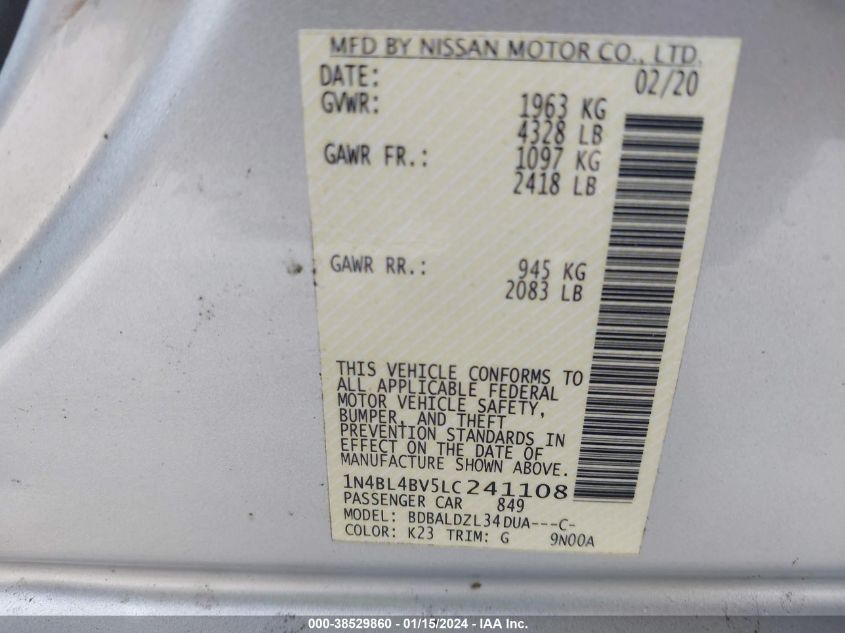 MFD BY NISSAN MOTOR CO., LTD.
DATE: 02/20
GVWR: 1963 KG
4328 LB
GAWR FR.: 1097 KG
2418 LB
GAWR RR.: 945 KG
2083 LB
THIS VEHICLE CONFORMS TO
ALL APPLICABLE FEDERAL
MOTOR VEHICLE SAFETY,
BUMPER, AND THEFT
PREVENTION STANDARDS IN
EFFECT ON THE DATE OF
MANUFACTURE SHOWN ABOVE.
1N4BL4BV5LC241108
PASSENGER CAR 849
MODEL: BDBALDZL34DUA---C-
COLOR: K23 TRIM: G 9N00A
000-38529860 - 01/15/2024 - IAA Inc.